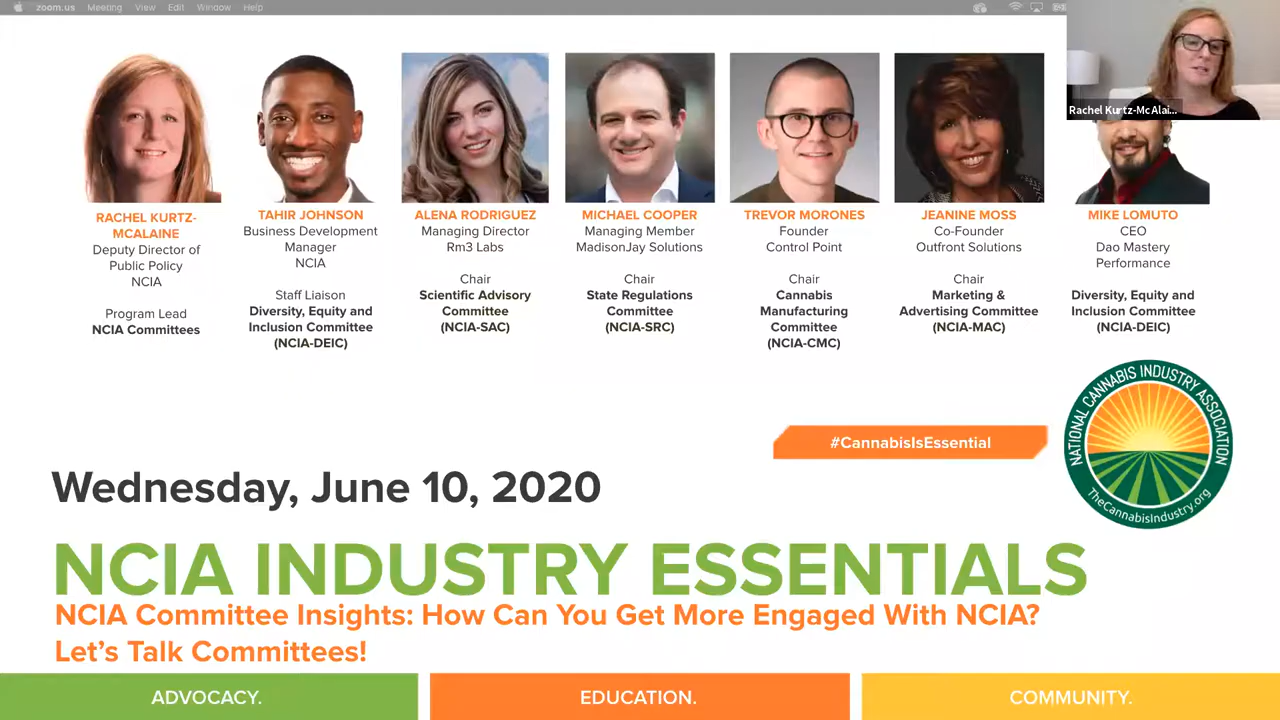 zoom.us Meeting View Edit Window Help
Rachel Kurtz-McAlai...
RACHEL KURTZ-
MCALAINE
Deputy Director of
Public Policy
NCIA
Program Lead
NCIA Committees
TAHIR JOHNSON
Business Development
Manager
NCIA
Staff Liaison
Diversity, Equity and
Inclusion Committee
(NCIA-DEIC)
ALENA RODRIGUEZ
Managing Director
Rm3 Labs
Chair
Scientific Advisory
Committee
(NCIA-SAC)
MICHAEL COOPER
Managing Member
MadisonJay Solutions
Chair
State Regulations
Committee
(NCIA-SRC)
TREVOR MORONES
Founder
Control Point
Chair
Cannabis
Manufacturing
Committee
(NCIA-CMC)
JEANINE MOSS
Co-Founder
Outfront Solutions
Chair
Marketing &
Advertising Committee
(NCIA-MAC)
MIKE LOMUTO
CEO
Dao Mastery
Performance
Diversity, Equity and
Inclusion Committee
(NCIA-DEIC)
#CannabisIsEssential
NATIONAL CANNABIS INDUSTRY ASSOCIATION
TheCannabisIndustry.org
Wednesday, June 10, 2020
NCIA INDUSTRY ESSENTIALS
NCIA Committee Insights: How Can You Get More Engaged With NCIA?
Let's Talk Committees!
ADVOCACY.
EDUCATION.
COMMUNITY.